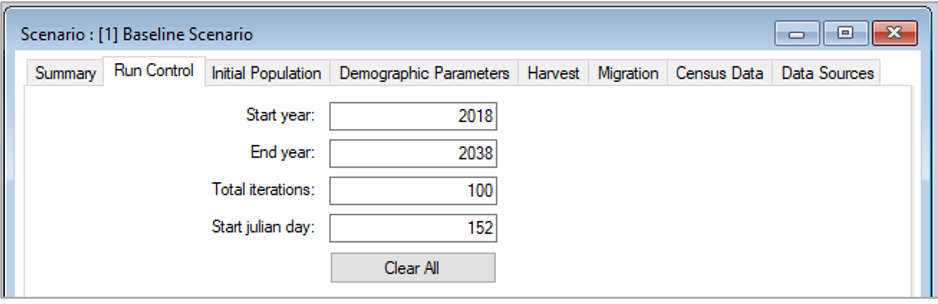 Scenario : [1] Baseline Scenario
Summary Run Control Initial Population Demographic Parameters Harvest Migration Census Data Data Sources
Start year: 2018
End year: 2038
Total iterations: 100
Start julian day: 152
Clear All